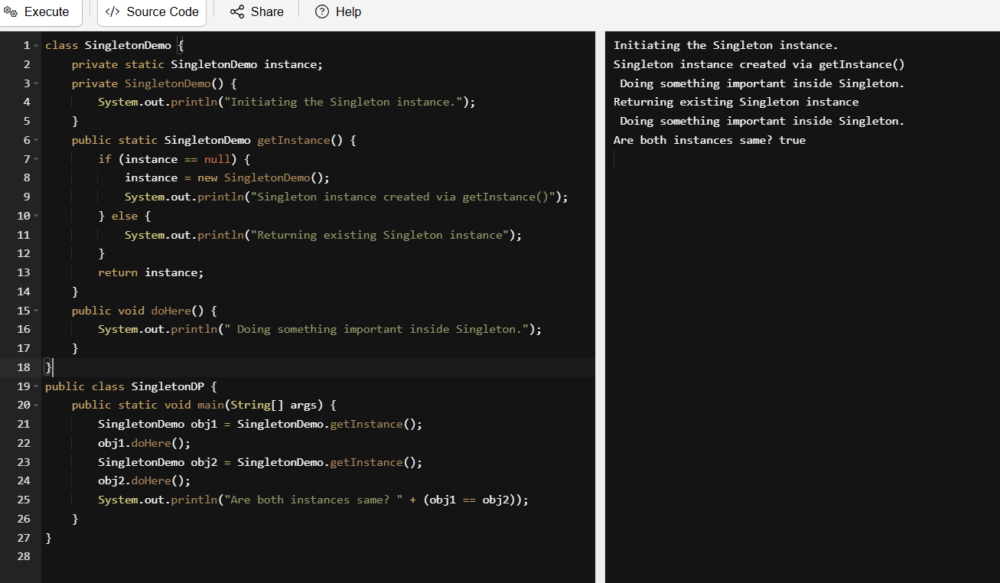 Execute
</> Source Code
Share
Help
1 class SingletonDemo {
2     private static SingletonDemo instance;
3     private SingletonDemo() {
4         System.out.println("Initiating the Singleton instance.");
5     }
6     public static SingletonDemo getInstance() {
7         if (instance == null) {
8             instance = new SingletonDemo();
9             System.out.println("Singleton instance created via getInstance()");
10         } else {
11             System.out.println("Returning existing Singleton instance");
12         }
13         return instance;
14     }
15     public void doHere() {
16         System.out.println(" Doing something important inside Singleton.");
17     }
18 }
19 public class SingletonDP {
20     public static void main(String[] args) {
21         SingletonDemo obj1 = SingletonDemo.getInstance();
22         obj1.doHere();
23         SingletonDemo obj2 = SingletonDemo.getInstance();
24         obj2.doHere();
25         System.out.println("Are both instances same? " + (obj1 == obj2));
26     }
27 }
28
Initiating the Singleton instance.
Singleton instance created via getInstance()
 Doing something important inside Singleton.
Returning existing Singleton instance
 Doing something important inside Singleton.
Are both instances same? true